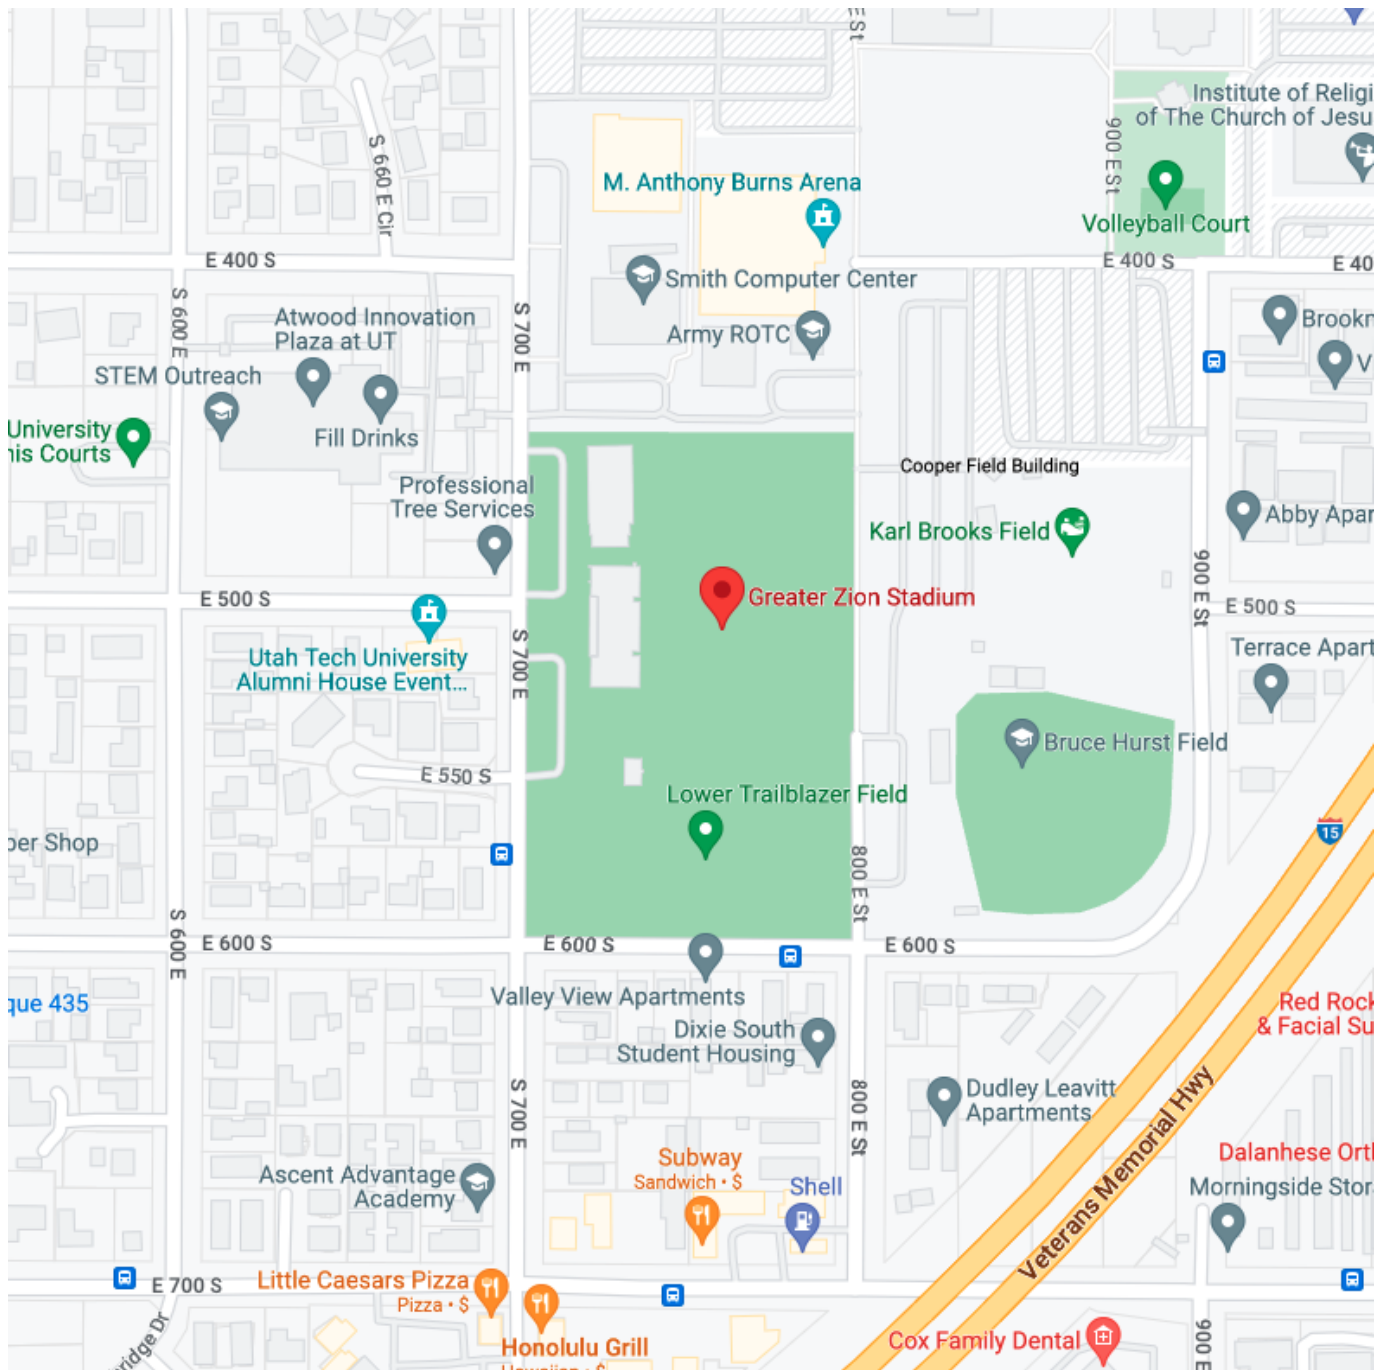 E St
Institute of Religi
of The Church of Jesu
900 E St
S 660 E Cir
M. Anthony Burns Arena
Volleyball Court
E 400 S
E 400 S
E 40
Smith Computer Center
S 600 E
S 700 E
Atwood Innovation
Plaza at UT
Army ROTC
Brookn
V
STEM Outreach
University
nis Courts
Fill Drinks
Cooper Field Building
Professional
Tree Services
Karl Brooks Field
Abby Apar
900 E St
Greater Zion Stadium
E 500 S
E 500 S
S 700 E
Utah Tech University
Alumni House Event...
Terrace Apart
Bruce Hurst Field
E 550 S
Lower Trailblazer Field
15
per Shop
800 E St
S 600 E
E 600 S
E 600 S
E 600 S
que 435
Valley View Apartments
Red Rock
& Facial Su
Dixie South
Student Housing
S 700 E
800 E St
Dudley Leavitt
Apartments
Veterans Memorial Hwy
Ascent Advantage
Academy
Subway
Sandwich • $
Shell
Dalanhese Orth
Morningside Stor
E 700 S
Little Caesars Pizza
Pizza • $
ridge Dr
Honolulu Grill
Hawaiian • $
Cox Family Dental
900 E